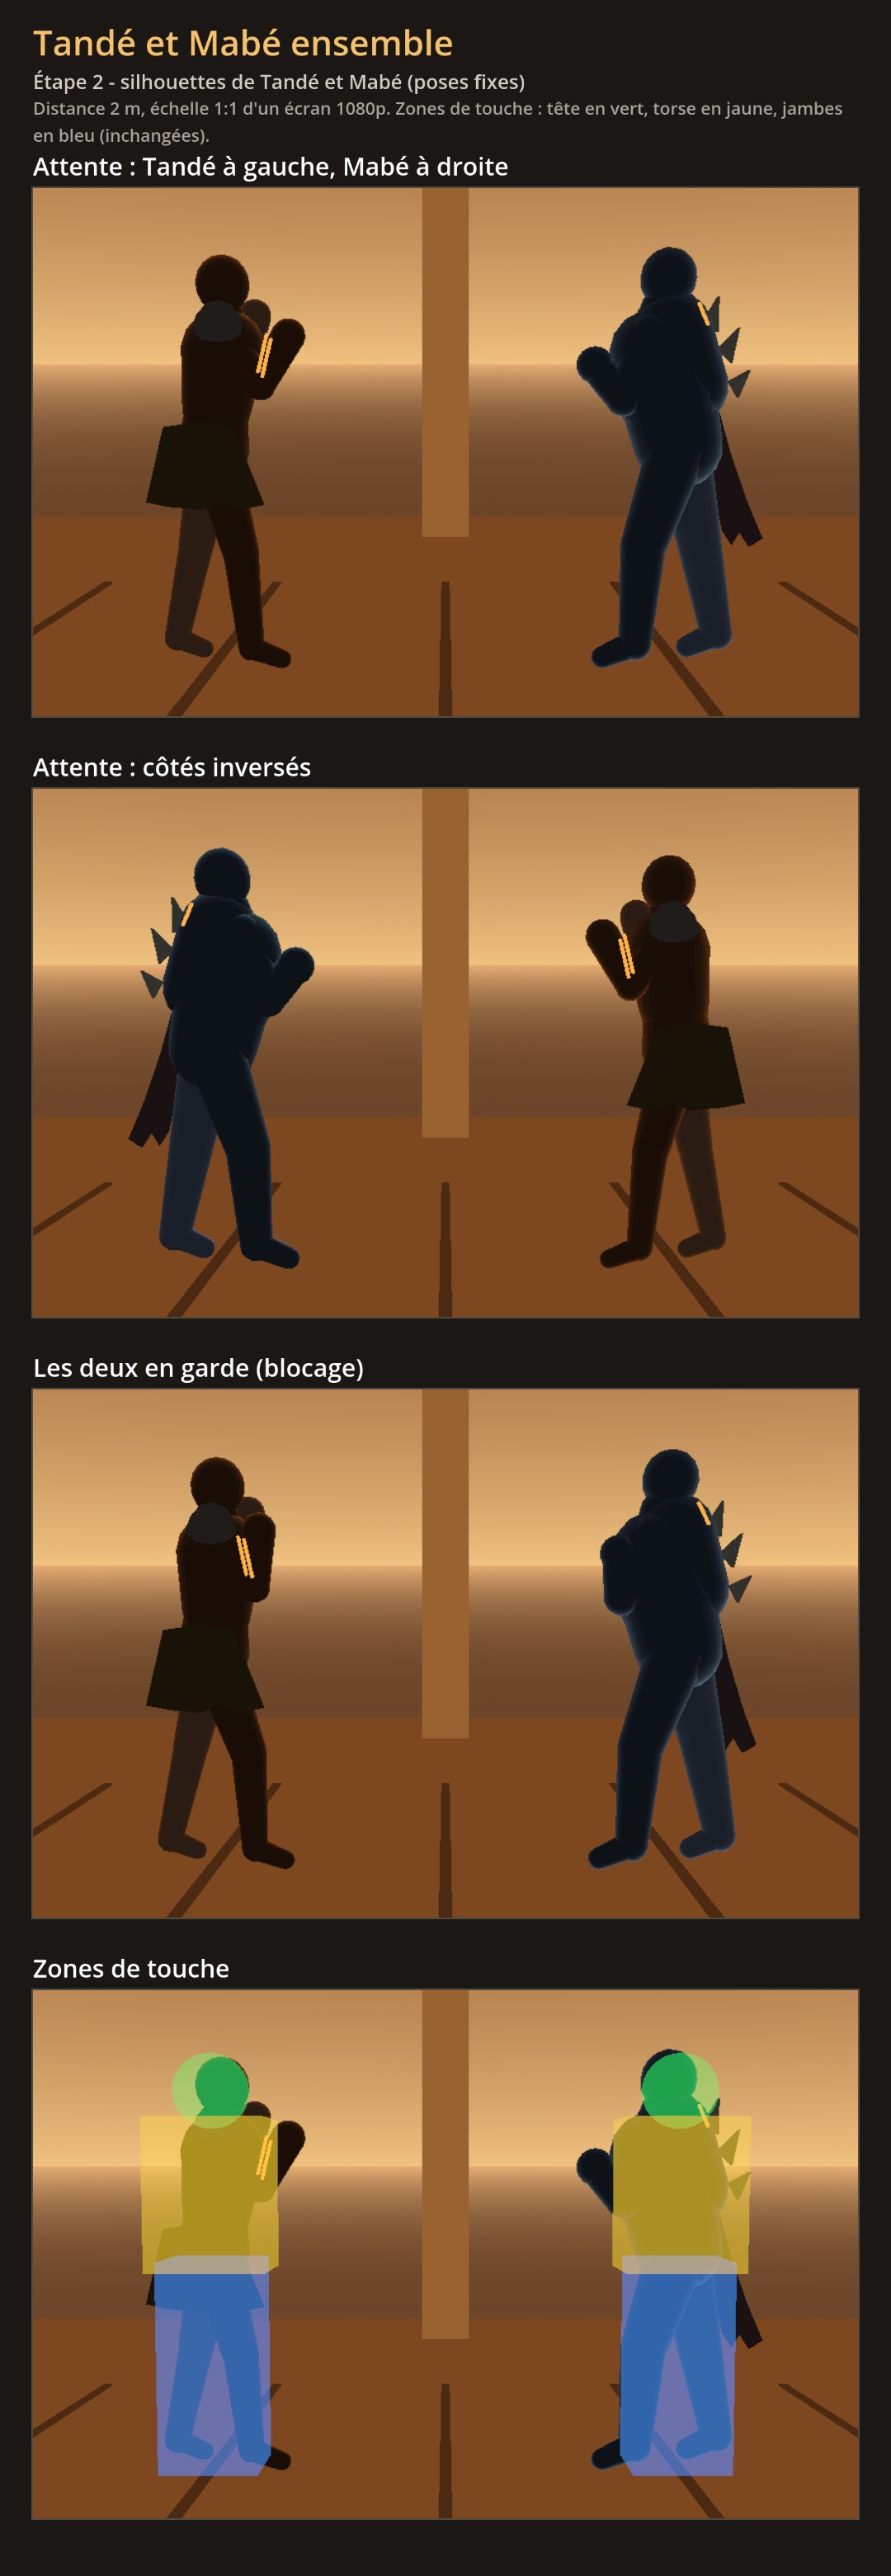 Tandé et Mabé ensemble
Étape 2 - silhouettes de Tandé et Mabé (poses fixes)
Distance 2 m, échelle 1:1 d'un écran 1080p. Zones de touche : tête en vert, torse en jaune, jambes
en bleu (inchangées).
Attente : Tandé à gauche, Mabé à droite
Attente : côtés inversés
Les deux en garde (blocage)
Zones de touche